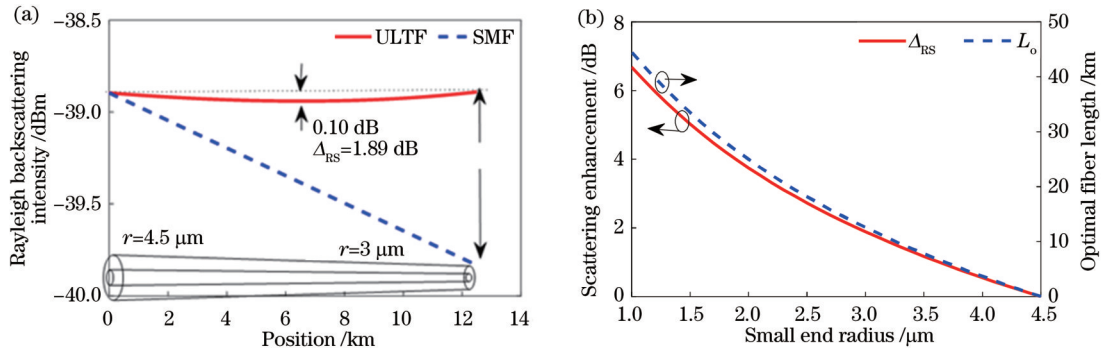 (a)
Rayleigh backscattering
intensity /dBm
-38.5
-39.0
-39.5
-40.0
ULTF
SMF
0.10 dB
Δ_RS=1.89 dB
r=4.5 μm
r=3 μm
0 2 4 6 8 10 12 14
Position /km
(b)
Scattering enhancement /dB
8
6
4
2
0
Δ_RS
L_o
50
40
30
20
10
0
Optimal fiber length /km
1.0 1.5 2.0 2.5 3.0 3.5 4.0 4.5
Small end radius /μm